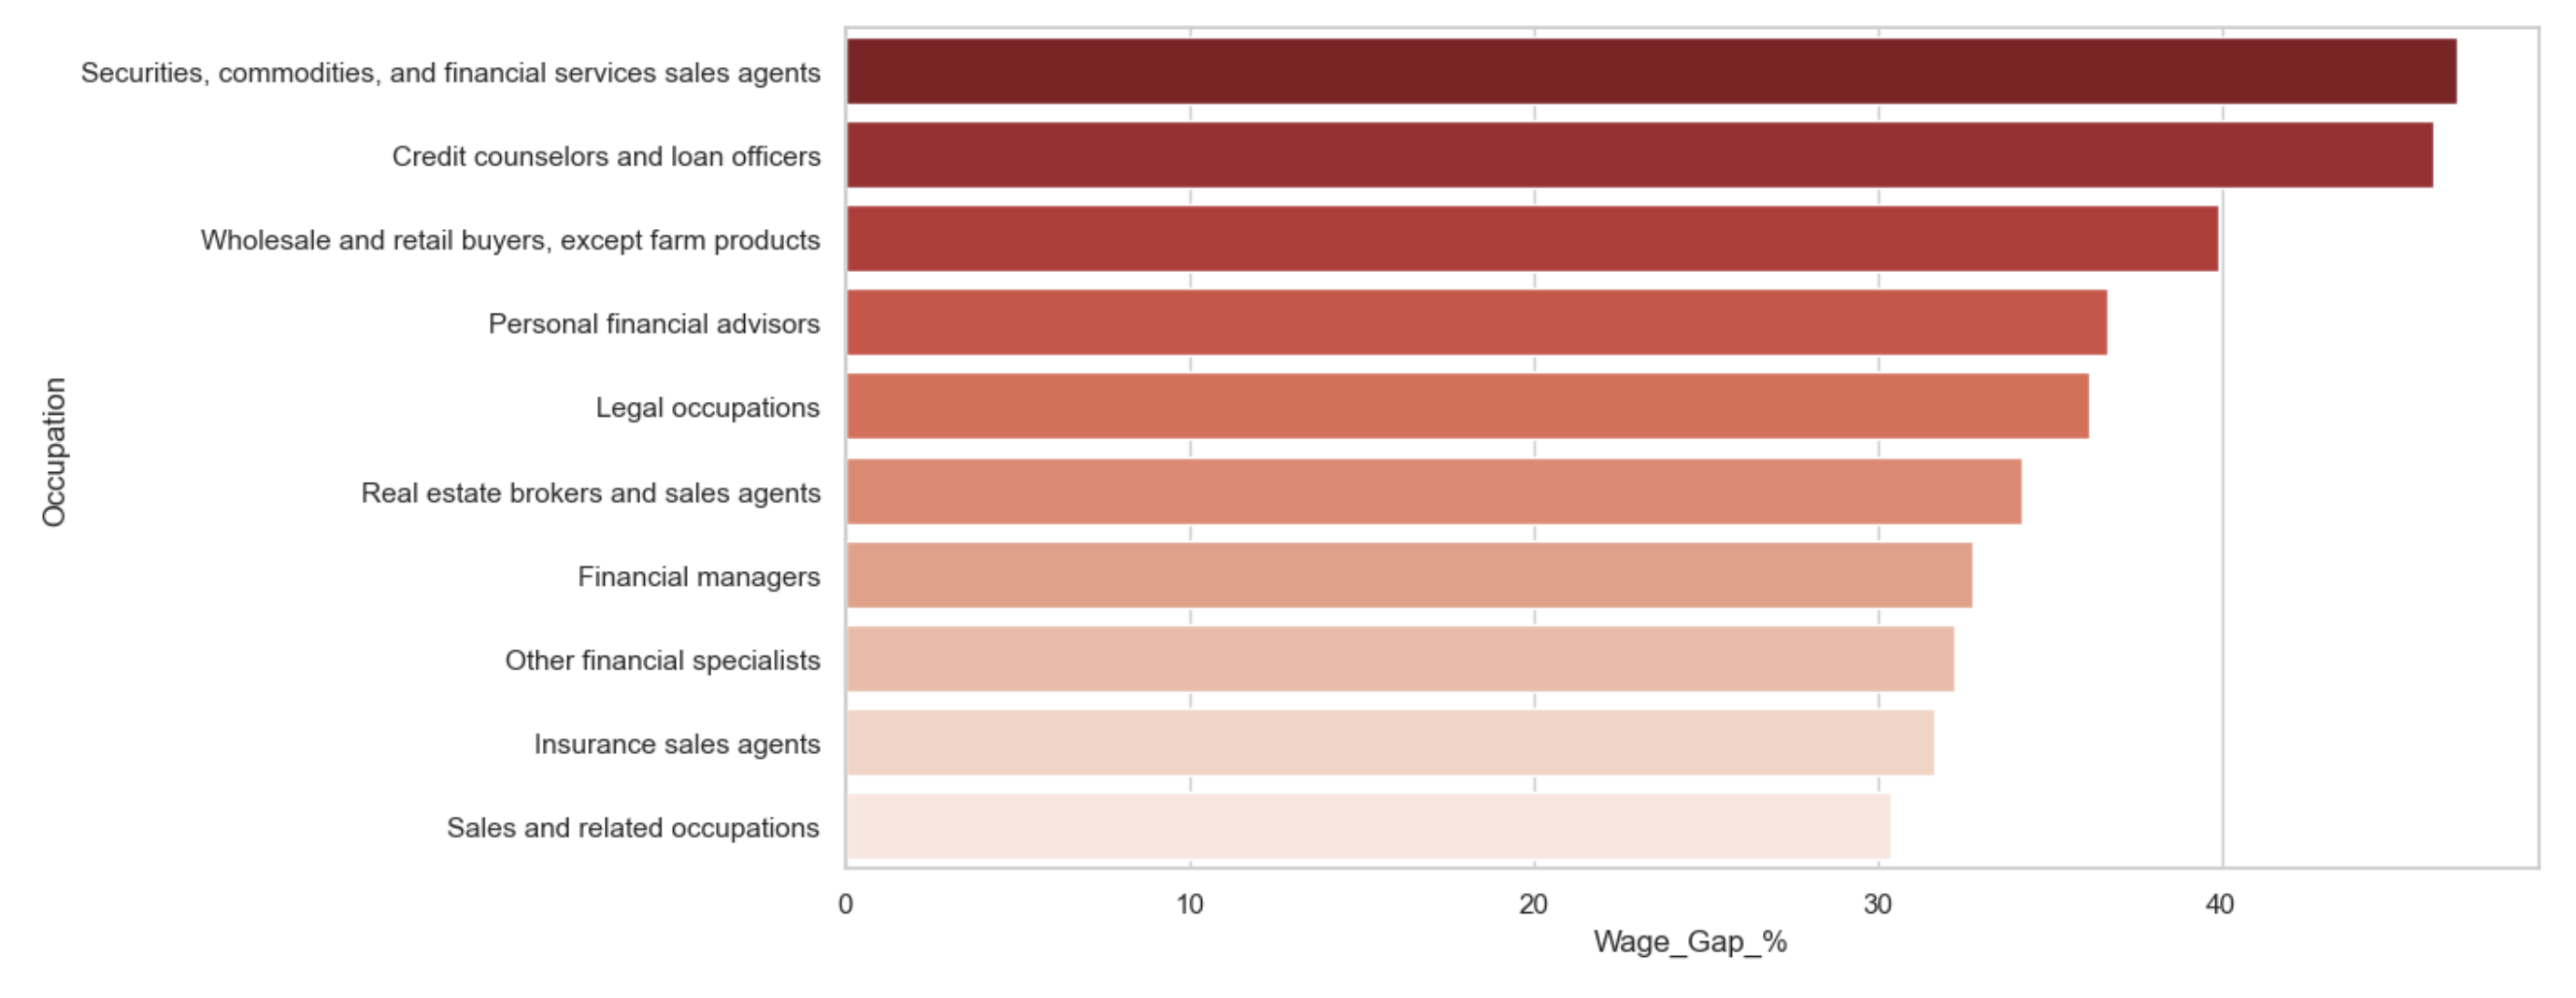 Securities, commodities, and financial services sales agents
Credit counselors and loan officers
Wholesale and retail buyers, except farm products
Personal financial advisors
Legal occupations
Real estate brokers and sales agents
Financial managers
Other financial specialists
Insurance sales agents
Sales and related occupations
Occupation
0 10 20 30 40
Wage_Gap_%